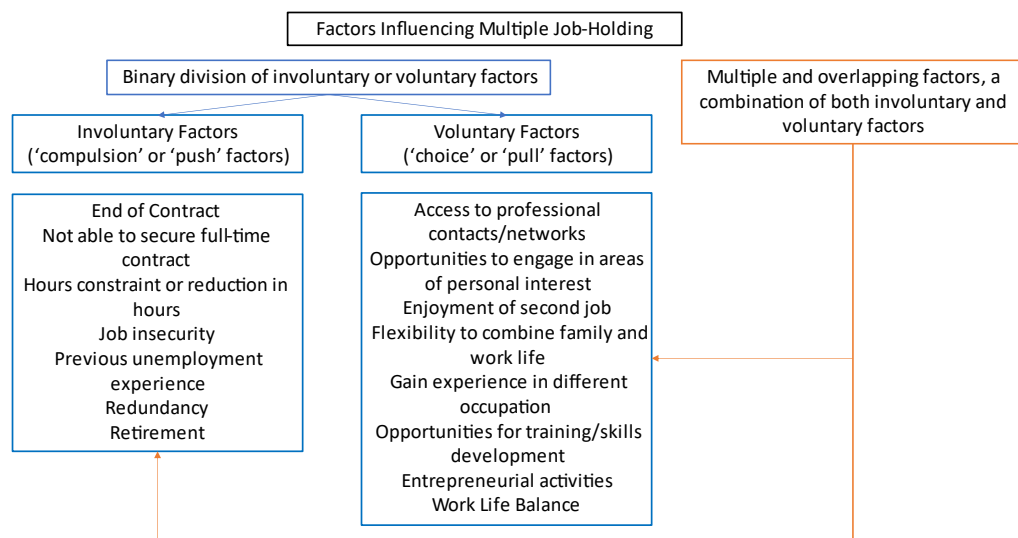 Factors Influencing Multiple Job-Holding
Binary division of involuntary or voluntary factors
Multiple and overlapping factors, a
combination of both involuntary and
voluntary factors
Involuntary Factors
(‘compulsion’ or ‘push’ factors)
Voluntary Factors
(‘choice’ or ‘pull’ factors)
End of Contract
Not able to secure full-time
contract
Hours constraint or reduction in
hours
Job insecurity
Previous unemployment
experience
Redundancy
Retirement
Access to professional
contacts/networks
Opportunities to engage in areas
of personal interest
Enjoyment of second job
Flexibility to combine family and
work life
Gain experience in different
occupation
Opportunities for training/skills
development
Entrepreneurial activities
Work Life Balance